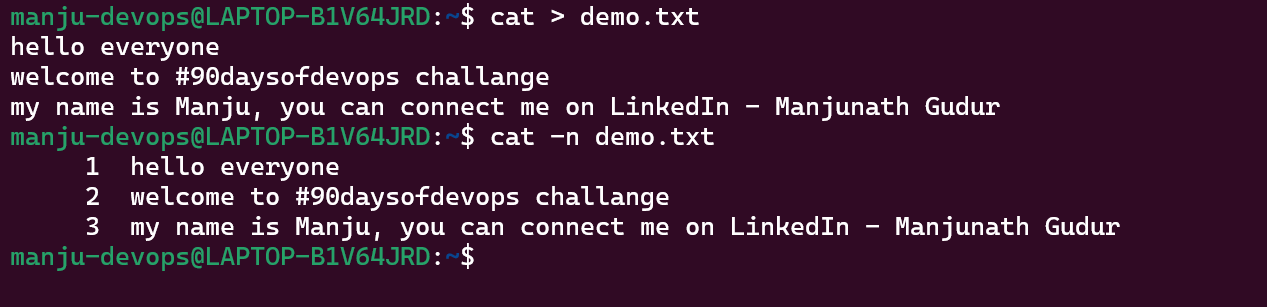 manju-devops@LAPTOP-B1V64JRD:~$ cat > demo.txt
hello everyone
welcome to #90daysofdevops challange
my name is Manju, you can connect me on LinkedIn - Manjunath Gudur
manju-devops@LAPTOP-B1V64JRD:~$ cat -n demo.txt
     1  hello everyone
     2  welcome to #90daysofdevops challange
     3  my name is Manju, you can connect me on LinkedIn - Manjunath Gudur
manju-devops@LAPTOP-B1V64JRD:~$